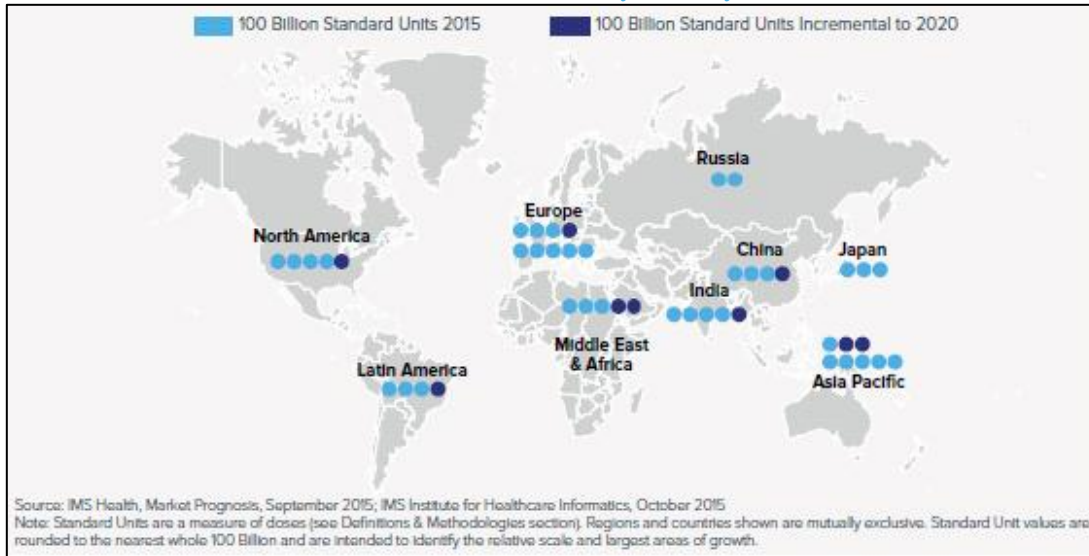 100 Billion Standard Units 2015
100 Billion Standard Units Incremental to 2020
Russia
Europe
North America
China
Japan
India
Middle East
& Africa
Latin America
Asia Pacific
Source: IMS Health, Market Prognosis, September 2015; IMS Institute for Healthcare Informatics, October 2015
Note: Standard Units are a measure of doses (see Definitions & Methodologies section). Regions and countries shown are mutually exclusive. Standard Unit values are
rounded to the nearest whole 100 Billion and are intended to identify the relative scale and largest areas of growth.